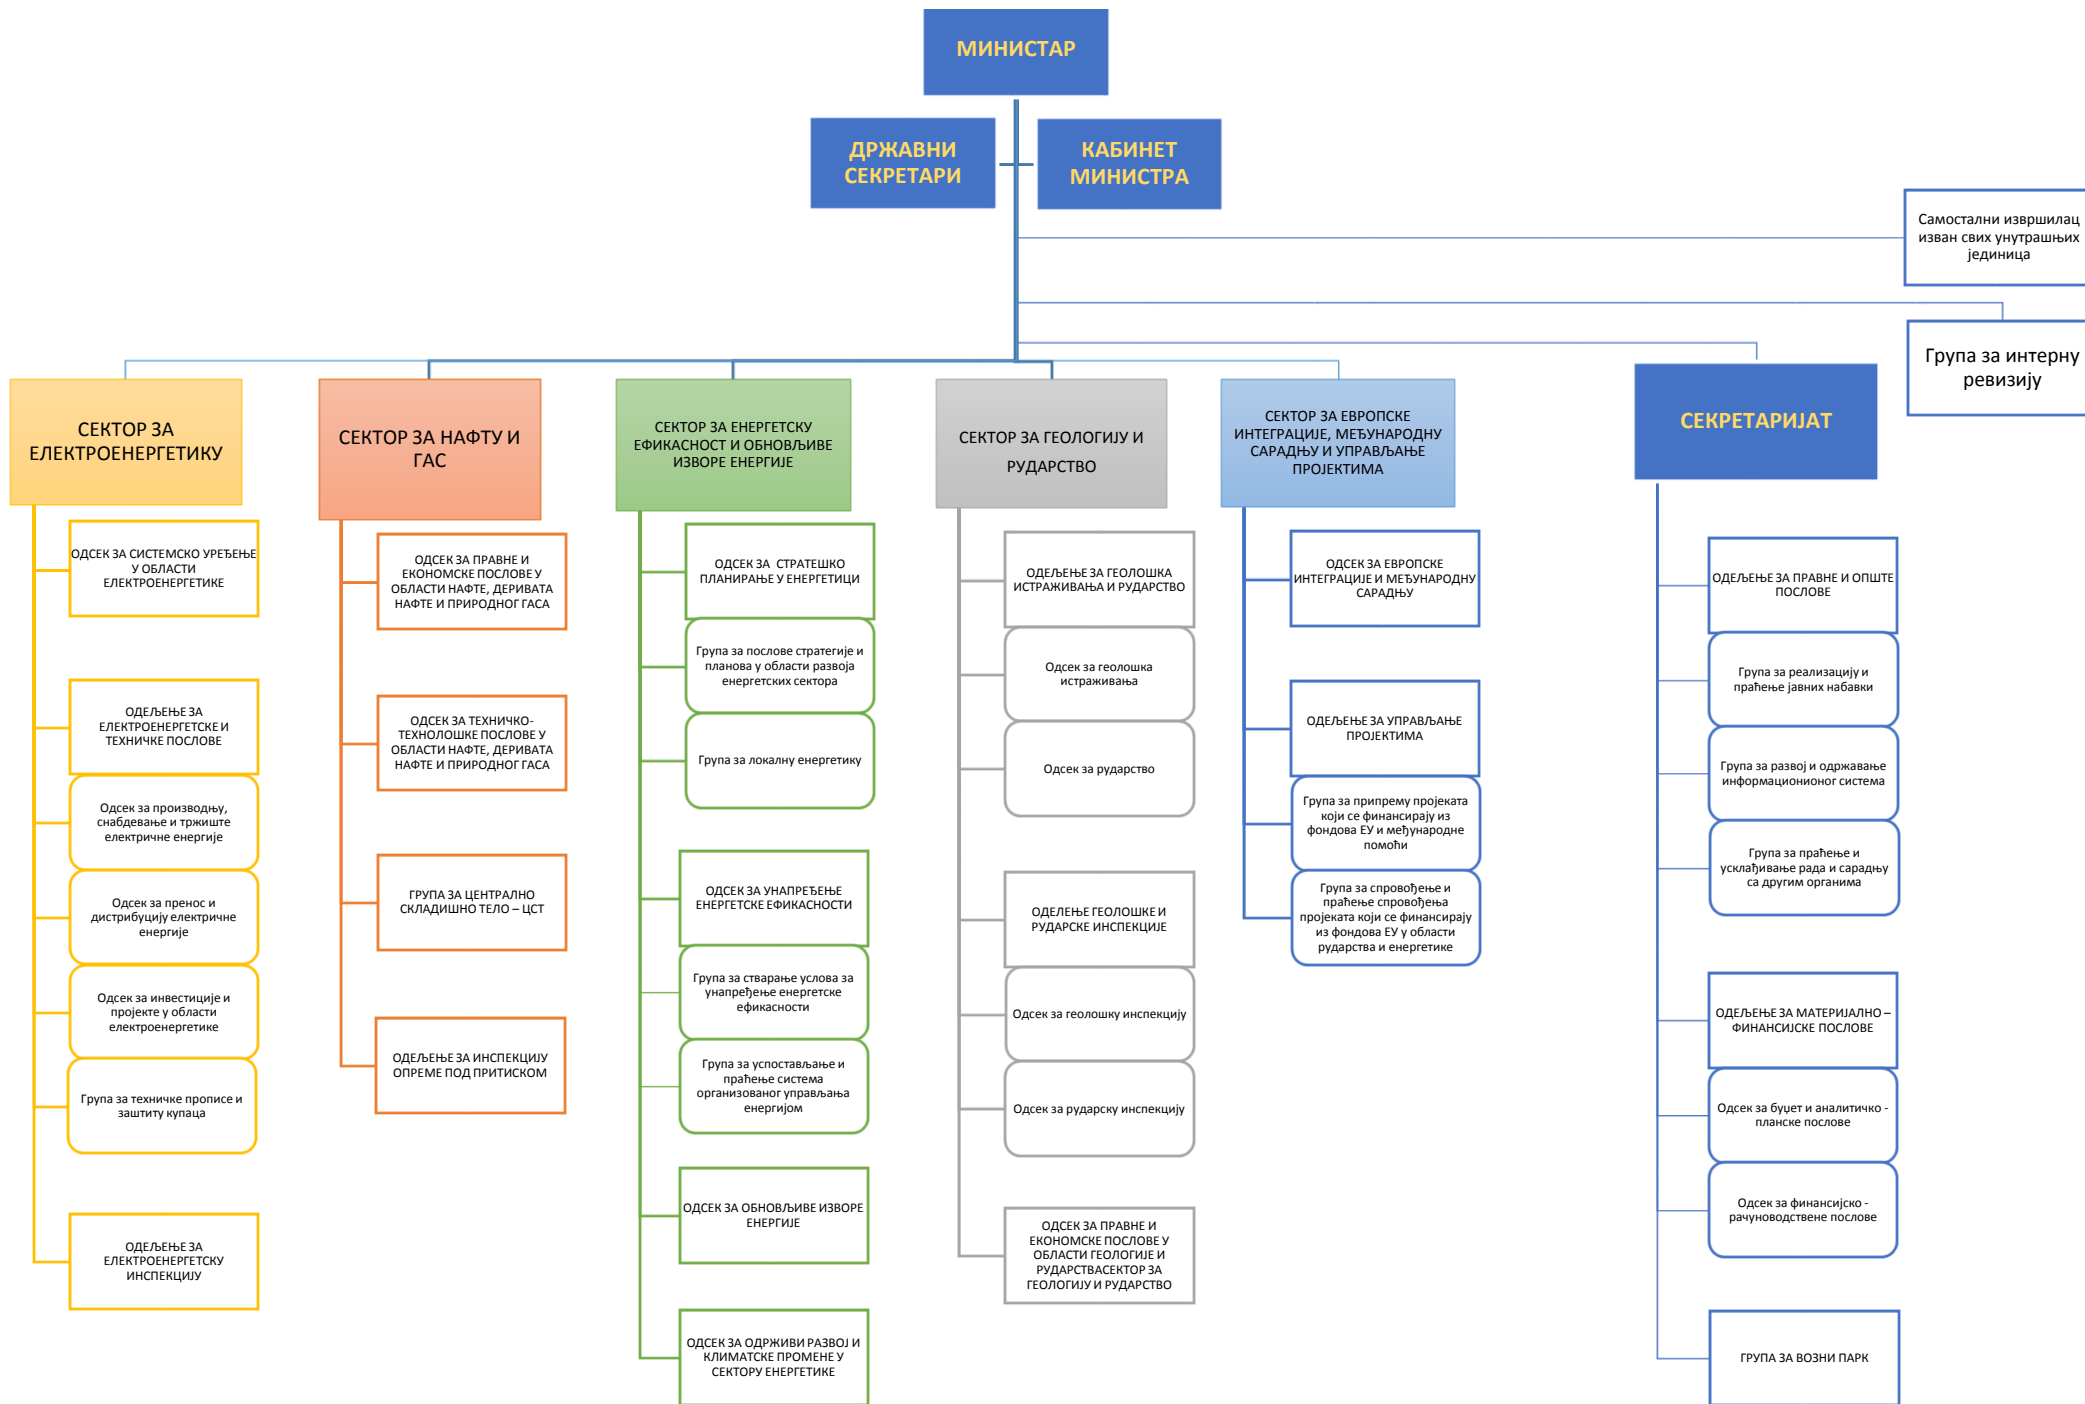 МИНИСТАР
ДРЖАВНИ
СЕКРЕТАРИ
КАБИНЕТ
МИНИСТРА
Самостални извршилац
изван свих унутрашњих
јединица
Група за интерну
ревизију
СЕКТОР ЗА
ЕЛЕКТРОЕНЕРГЕТИКУ
ОДСЕК ЗА СИСТЕМСКО УРЕЂЕЊЕ
У ОБЛАСТИ
ЕЛЕКТРОЕНЕРГЕТИКЕ
ОДЕЉЕЊЕ ЗА
ЕЛЕКТРОЕНЕРГЕТСКЕ И
ТЕХНИЧКЕ ПОСЛОВЕ
Одсек за производњу,
снабдевање и тржиште
електричне енергије
Одсек за пренос и
дистрибуцију електричне
енергије
Одсек за инвестиције и
пројекте у области
електроенергетике
Група за техничке прописе и
заштиту купаца
ОДЕЉЕЊЕ ЗА
ЕЛЕКТРОЕНЕРГЕТСКУ
ИНСПЕКЦИЈУ
СЕКТОР ЗА НАФТУ И
ГАС
ОДСЕК ЗА ПРАВНЕ И
ЕКОНОМСКЕ ПОСЛОВЕ У
ОБЛАСТИ НАФТЕ, ДЕРИВАТА
НАФТЕ И ПРИРОДНОГ ГАСА
ОДСЕК ЗА ТЕХНИЧКО-
ТЕХНОЛОШКЕ ПОСЛОВЕ У
ОБЛАСТИ НАФТЕ, ДЕРИВАТА
НАФТЕ И ПРИРОДНОГ ГАСА
ГРУПА ЗА ЦЕНТРАЛНО
СКЛАДИШНО ТЕЛО – ЦСТ
ОДЕЉЕЊЕ ЗА ИНСПЕКЦИЈУ
ОПРЕМЕ ПОД ПРИТИСКОМ
СЕКТОР ЗА ЕНЕРГЕТСКУ
ЕФИКАСНОСТ И ОБНОВЉИВЕ
ИЗВОРЕ ЕНЕРГИЈЕ
ОДСЕК ЗА  СТРАТЕШКО
ПЛАНИРАЊЕ У ЕНЕРГЕТИЦИ
Група за послове стратегије и
планова у области развоја
енергетских сектора
Група за локалну енергетику
ОДСЕК ЗА УНАПРЕЂЕЊЕ
ЕНЕРГЕТСКЕ ЕФИКАСНОСТИ
Група за стварање услова за
унапређење енергетске
ефикасности
Група за успостављање и
праћење система
организованог управљања
енергијом
ОДСЕК ЗА ОБНОВЉИВЕ ИЗВОРЕ
ЕНЕРГИЈЕ
ОДСЕК ЗА ОДРЖИВИ РАЗВОЈ И
КЛИМАТСКЕ ПРОМЕНЕ У
СЕКТОРУ ЕНЕРГЕТИКЕ
СЕКТОР ЗА ГЕОЛОГИЈУ И
РУДАРСТВО
ОДЕЉЕЊЕ ЗА ГЕОЛОШКА
ИСТРАЖИВАЊА И РУДАРСТВО
Одсек за геолошка
истраживања
Одсек за рударство
ОДЕЛЕЊЕ ГЕОЛОШКЕ И
РУДАРСКЕ ИНСПЕКЦИЈЕ
Одсек за геолошку инспекцију
Одсек за рударску инспекцију
ОДСЕК ЗА ПРАВНЕ И
ЕКОНОМСКЕ ПОСЛОВЕ У
ОБЛАСТИ ГЕОЛОГИЈЕ И
РУДАРСТВАСЕКТОР ЗА
ГЕОЛОГИЈУ И РУДАРСТВО
СЕКТОР ЗА ЕВРОПСКЕ
ИНТЕГРАЦИЈЕ, МЕЂУНАРОДНУ
САРАДЊУ И УПРАВЉАЊЕ
ПРОЈЕКТИМА
ОДСЕК ЗА ЕВРОПСКЕ
ИНТЕГРАЦИЈЕ И МЕЂУНАРОДНУ
САРАДЊУ
ОДЕЉЕЊЕ ЗА УПРАВЉАЊЕ
ПРОЈЕКТИМА
Група за припрему пројеката
који се финансирају из
фондова ЕУ и међународне
помоћи
Група за спровођење и
праћење спровођења
пројеката који се финансирају
из фондова ЕУ у области
рударства и енергетике
СЕКРЕТАРИЈАТ
ОДЕЉЕЊЕ ЗА ПРАВНЕ И ОПШТЕ
ПОСЛОВЕ
Група за реализацију и
праћење јавних набавки
Група за развој и одржавање
информационионог система
Група за праћење и
усклађивање рада и сарадњу
са другим органима
ОДЕЉЕЊЕ ЗА МАТЕРИЈАЛНО –
ФИНАНСИЈСКЕ ПОСЛОВЕ
Одсек за буџет и аналитичко -
планске послове
Одсек за финансијско -
рачуноводствене послове
ГРУПА ЗА ВОЗНИ ПАРК